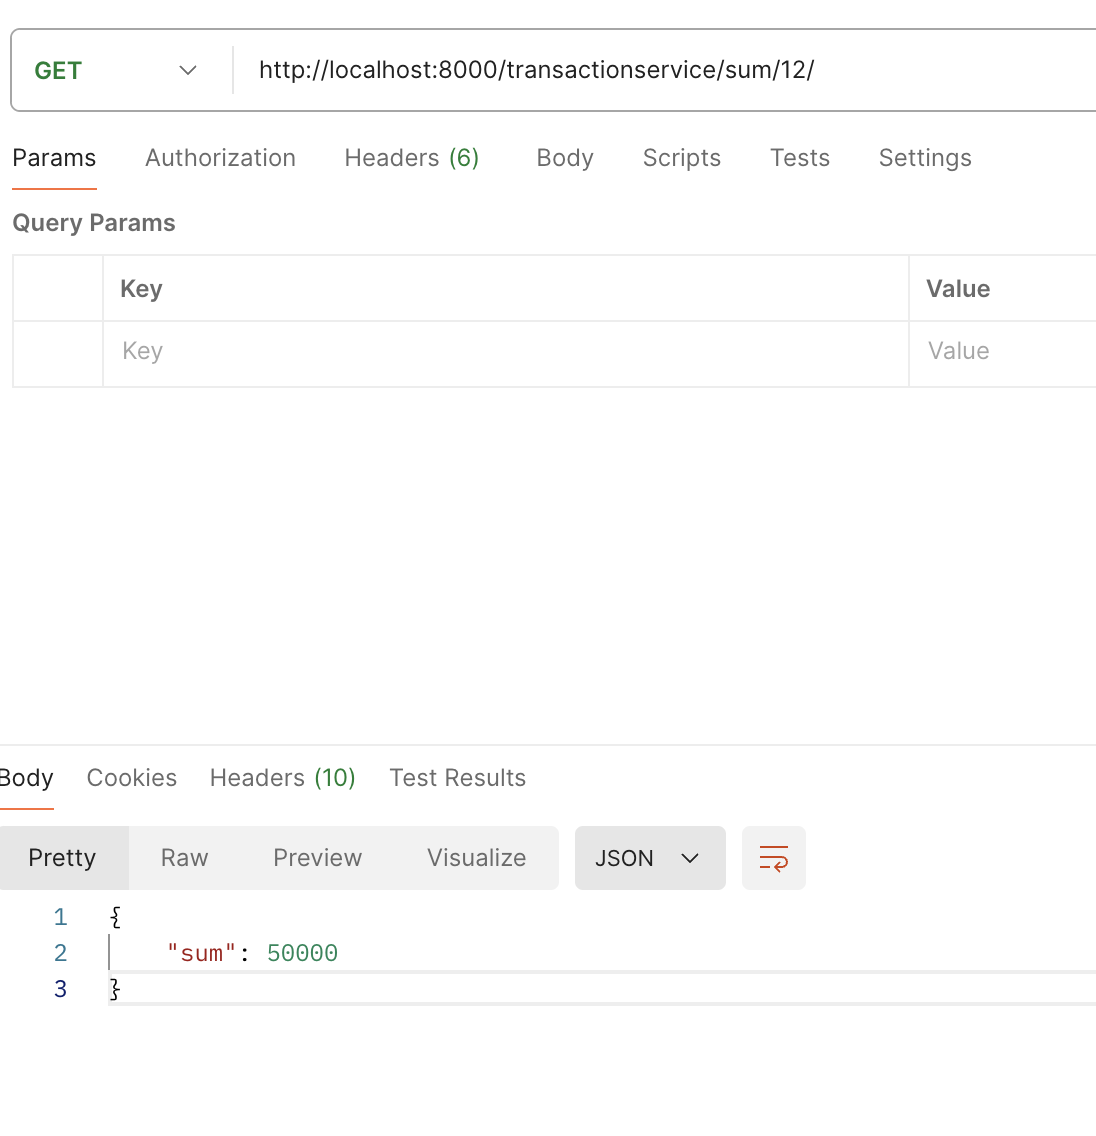 GET http://localhost:8000/transactionservice/sum/12/
Params Authorization Headers (6) Body Scripts Tests Settings
Query Params
Key Value
Key Value
Body Cookies Headers (10) Test Results
Pretty Raw Preview Visualize JSON
1 {
2 "sum": 50000
3 }